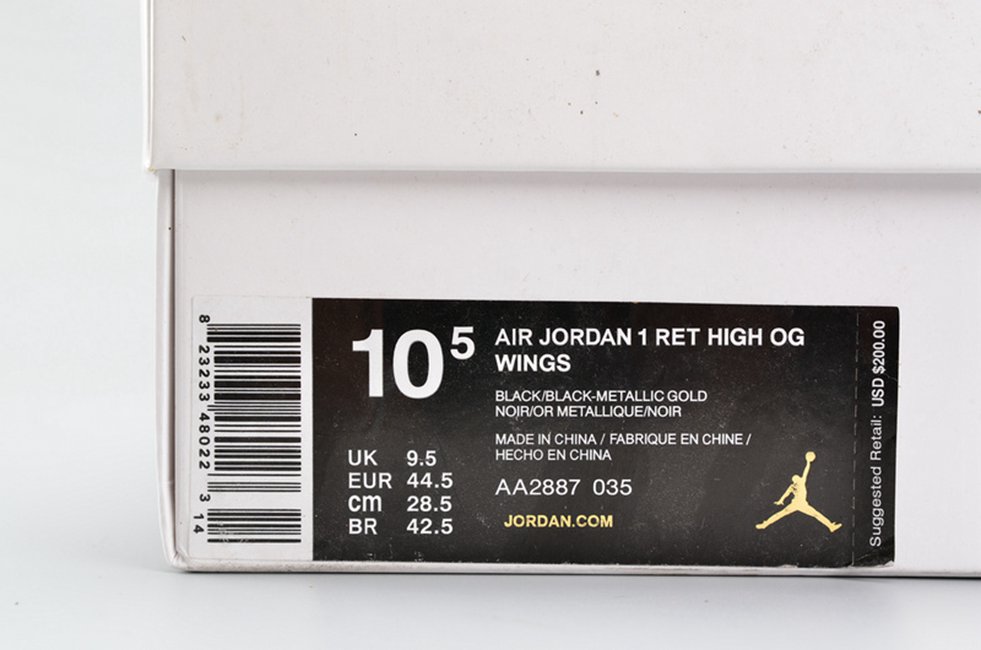 8 23233 48022 3 14
10 5
UK 9.5
EUR 44.5
cm 28.5
BR 42.5
AIR JORDAN 1 RET HIGH OG
WINGS
BLACK/BLACK-METALLIC GOLD
NOIR/OR METALLIQUE/NOIR
MADE IN CHINA / FABRIQUE EN CHINE /
HECHO EN CHINA
AA2887 035
JORDAN.COM
Suggested Retail: USD $200.00